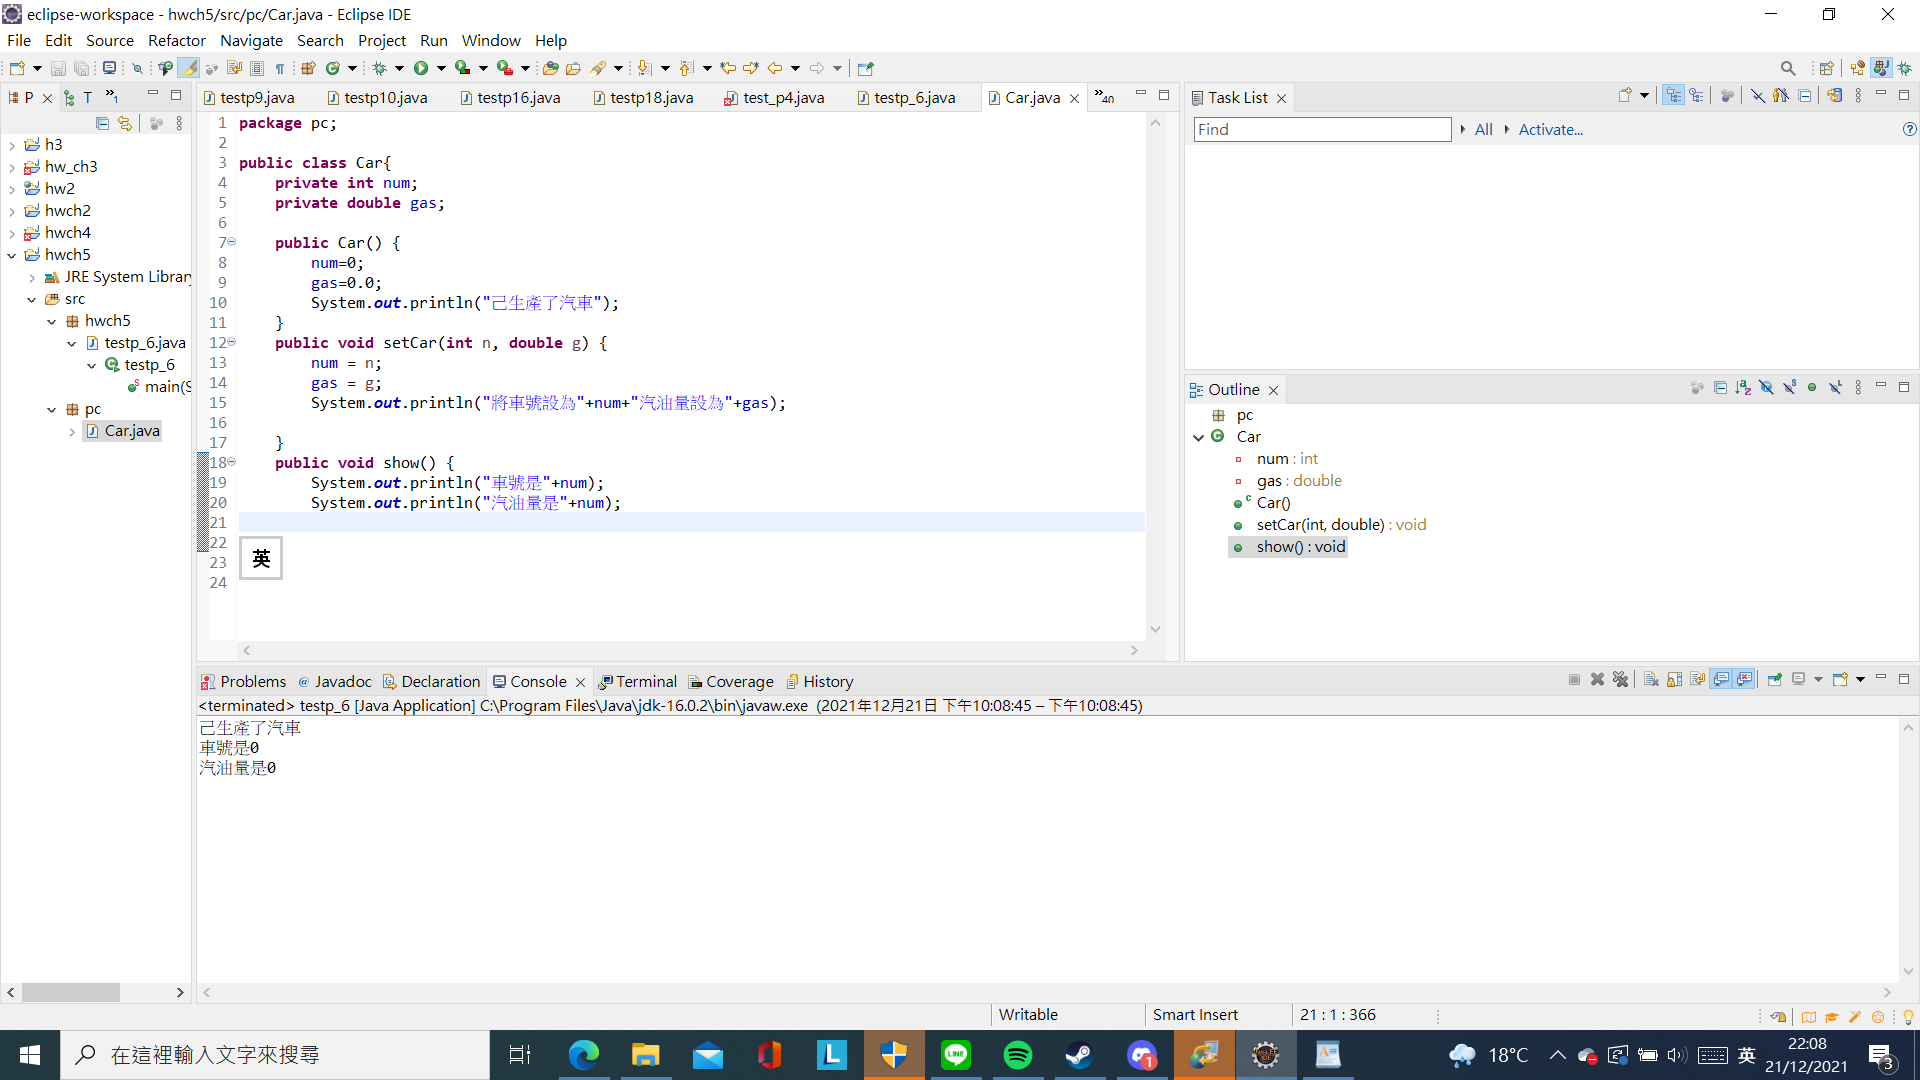 eclipse-workspace - hwch5/src/pc/Car.java - Eclipse IDE
File Edit Source Refactor Navigate Search Project Run Window Help
P T »1
testp9.java testp10.java testp16.java testp18.java test_p4.java testp_6.java Car.java »40
h3
hw_ch3
hw2
hwch2
hwch4
hwch5
JRE System Library
src
hwch5
testp_6.java
testp_6
main(S
pc
Car.java
1 package pc;
2
3 public class Car{
4 private int num;
5 private double gas;
6
7 public Car() {
8 num=0;
9 gas=0.0;
10 System.out.println("己生產了汽車");
11 }
12 public void setCar(int n, double g) {
13 num = n;
14 gas = g;
15 System.out.println("將車號設為"+num+"汽油量設為"+gas);
16
17 }
18 public void show() {
19 System.out.println("車號是"+num);
20 System.out.println("汽油量是"+num);
21
22
23
24
英
Task List
Find All Activate...
Outline
pc
Car
num : int
gas : double
Car()
setCar(int, double) : void
show() : void
Problems Javadoc Declaration Console Terminal Coverage History
<terminated> testp_6 [Java Application] C:\Program Files\Java\jdk-16.0.2\bin\javaw.exe (2021年12月21日 下午10:08:45 – 下午10:08:45)
己生產了汽車
車號是0
汽油量是0
Writable Smart Insert 21 : 1 : 366
在這裡輸入文字來搜尋
L
LINE
1
18°C
英
22:08
21/12/2021
3